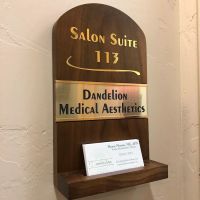 Salon Suite
113
Dandelion
Medical Aesthetics